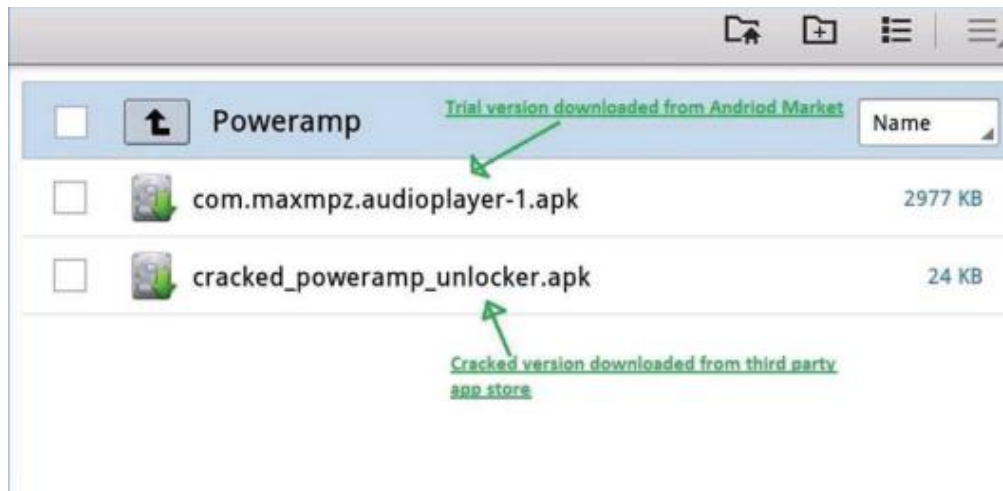 Trial version downloaded from Andriod Market
Poweramp
Name
com.maxmpz.audioplayer-1.apk
2977 KB
cracked_poweramp_unlocker.apk
24 KB
Cracked version downloaded from third party
app store